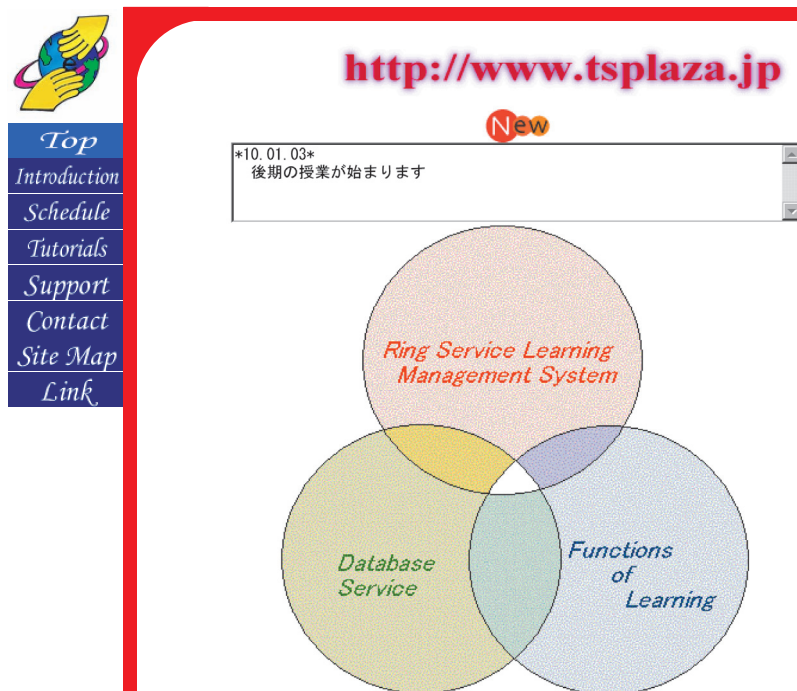 http://www.tsplaza.jp
New
Top
Introduction
Schedule
Tutorials
Support
Contact
Site Map
Link
*10.01.03*
後期の授業が始まります
Ring Service Learning
Management System
Database
Service
Functions
of
Learning